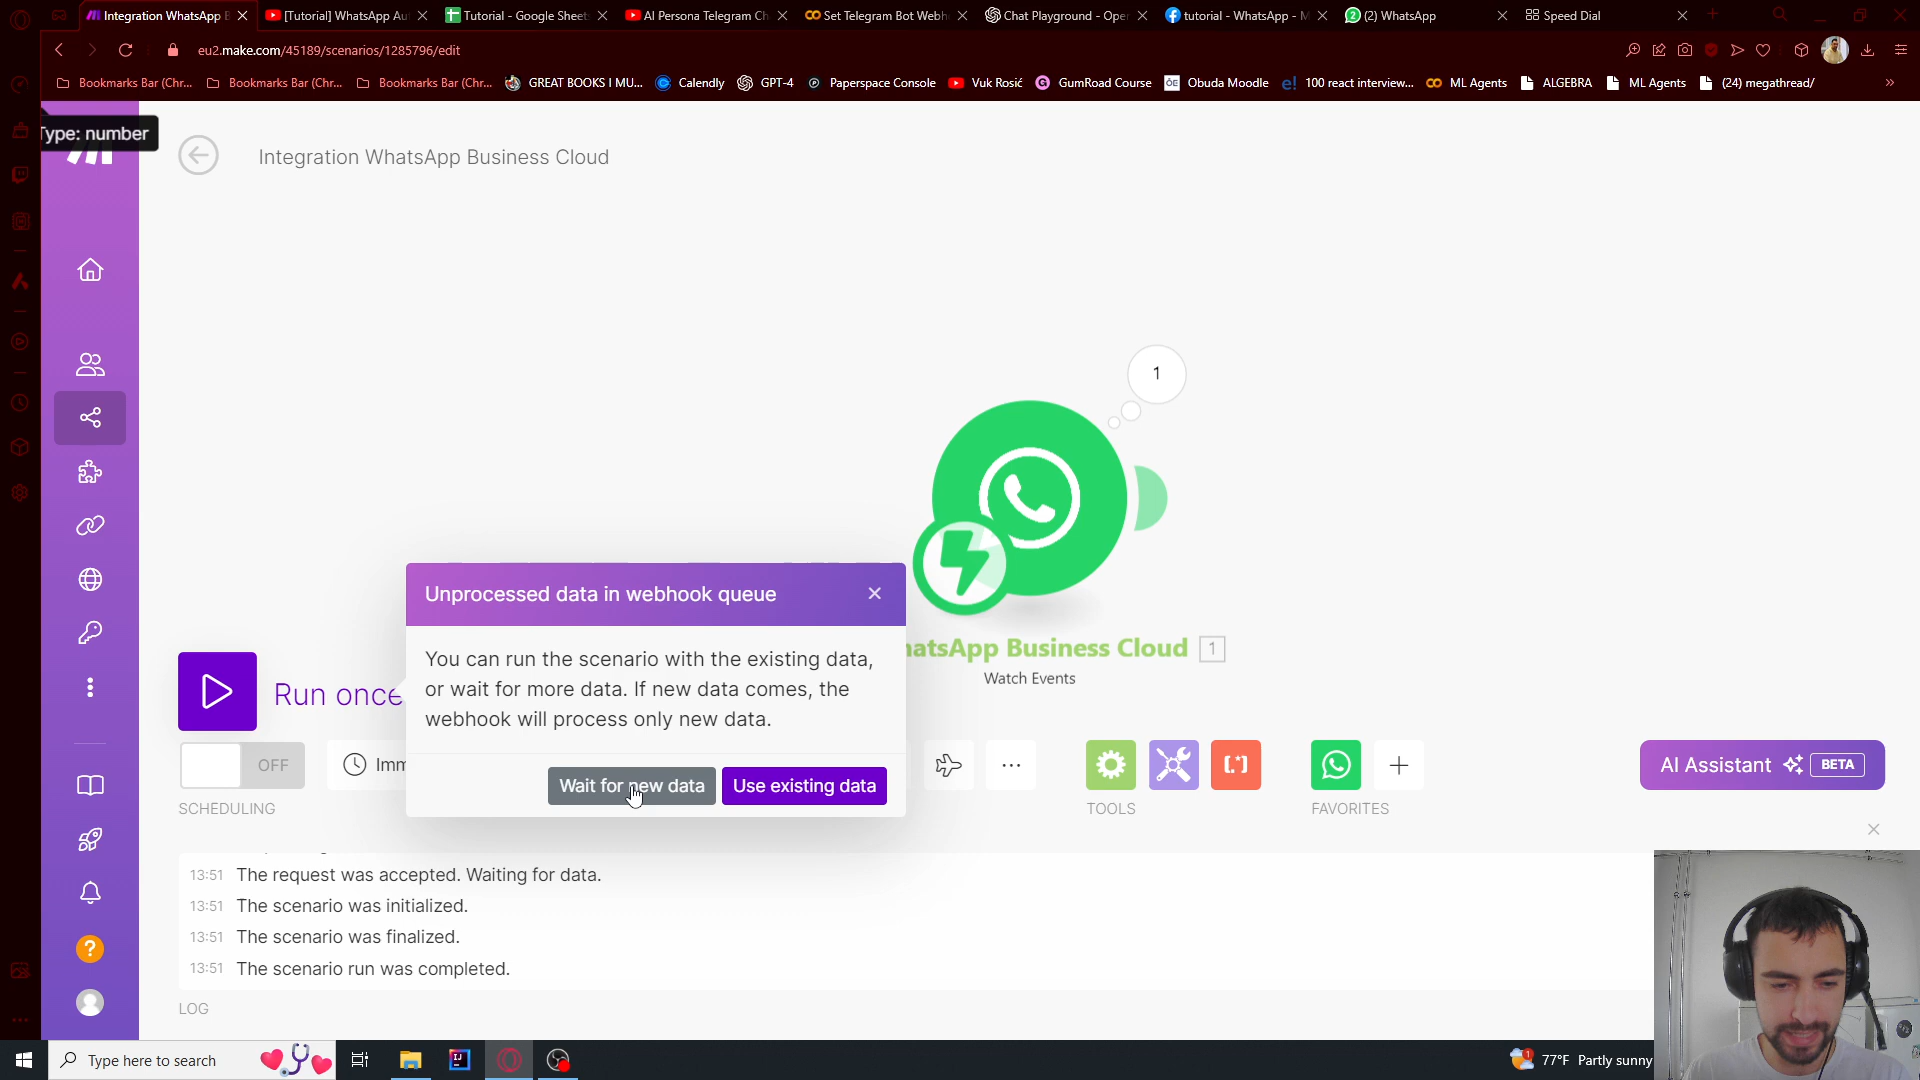 Integration WhatsApp B
[Tutorial] WhatsApp Au
Tutorial - Google Sheet
AI Persona Telegram Ch
Set Telegram Bot Webh
Chat Playground - Ope
tutorial - WhatsApp - M
(2) WhatsApp
Speed Dial
eu2.make.com/45189/scenarios/1285796/edit
Bookmarks Bar (Chr...
Bookmarks Bar (Chr...
Bookmarks Bar (Chr...
GREAT BOOKS I MU...
Calendly
GPT-4
Paperspace Console
Vuk Rosić
GumRoad Course
Obuda Moodle
100 react interview...
ML Agents
ALGEBRA
ML Agents
(24) megathread/
Type: number
Integration WhatsApp Business Cloud
1
hatsApp Business Cloud 1
Watch Events
Unprocessed data in webhook queue
You can run the scenario with the existing data,
or wait for more data. If new data comes, the
webhook will process only new data.
Wait for new data
Use existing data
Run once
OFF
Imm
SCHEDULING
TOOLS
FAVORITES
AI Assistant BETA
13:51 The request was accepted. Waiting for data.
13:51 The scenario was initialized.
13:51 The scenario was finalized.
13:51 The scenario run was completed.
LOG
Type here to search
77°F Partly sunny